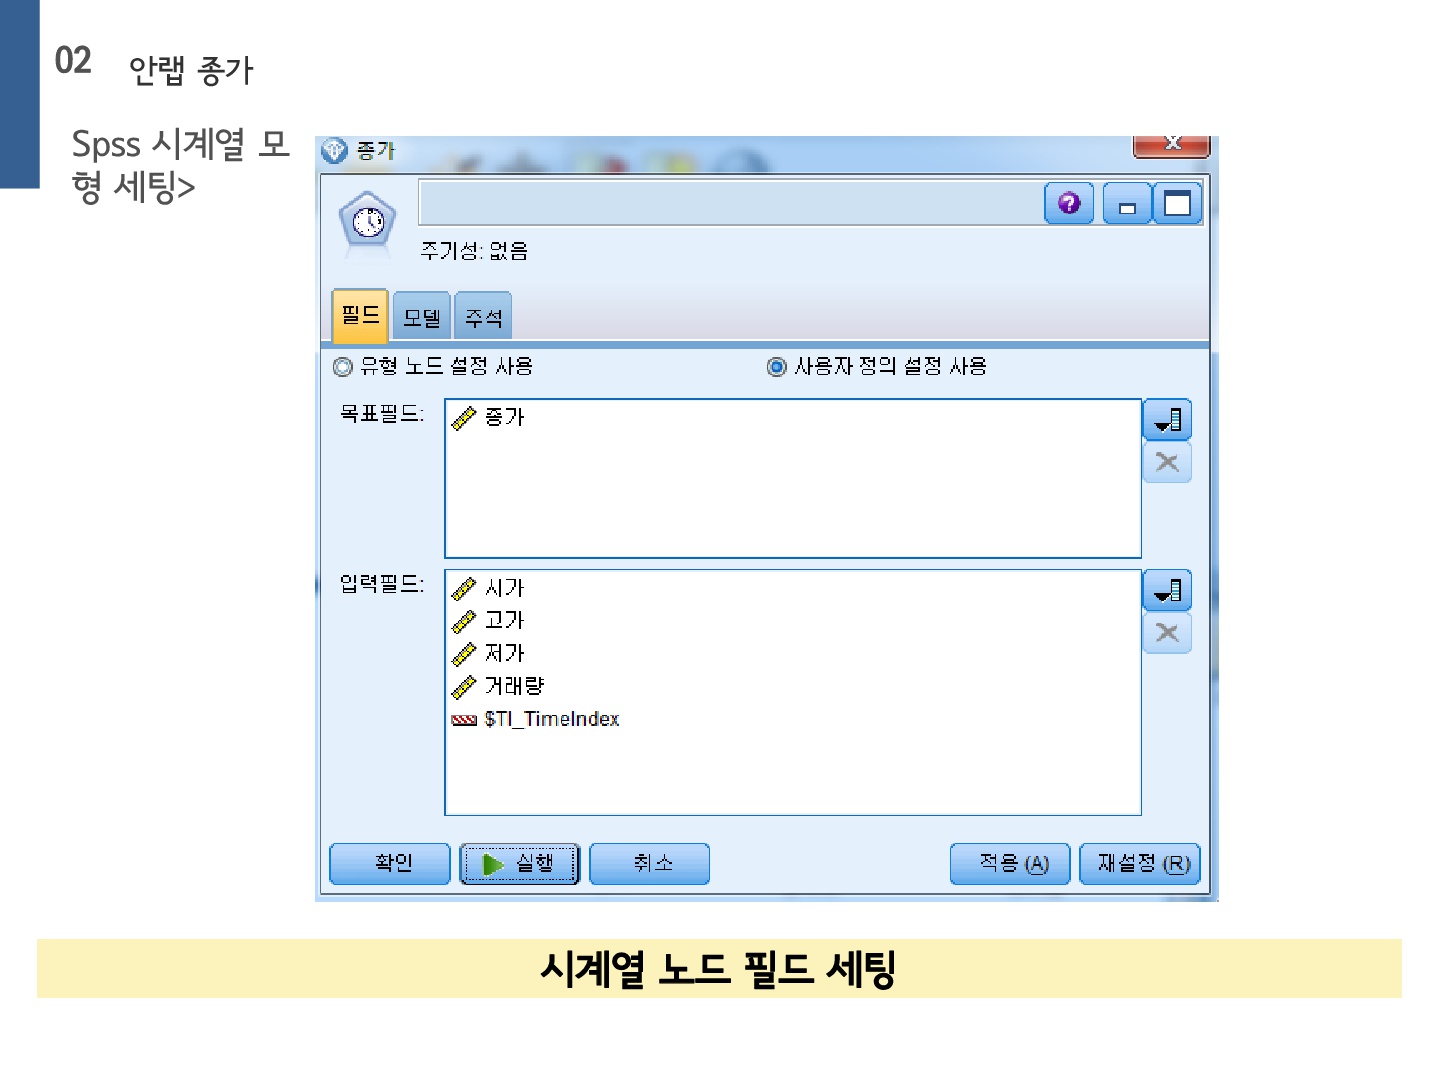 02 안랩 종가
Spss 시계열 모
형 세팅>
종가
주기성: 없음
필드 모델 주석
유형 노드 설정 사용 사용자 정의 설정 사용
목표필드: 종가
입력필드: 시가
고가
저가
거래량
$TI_TimeIndex
확인 실행 취소 적용 (A) 재설정 (R)
시계열 노드 필드 세팅